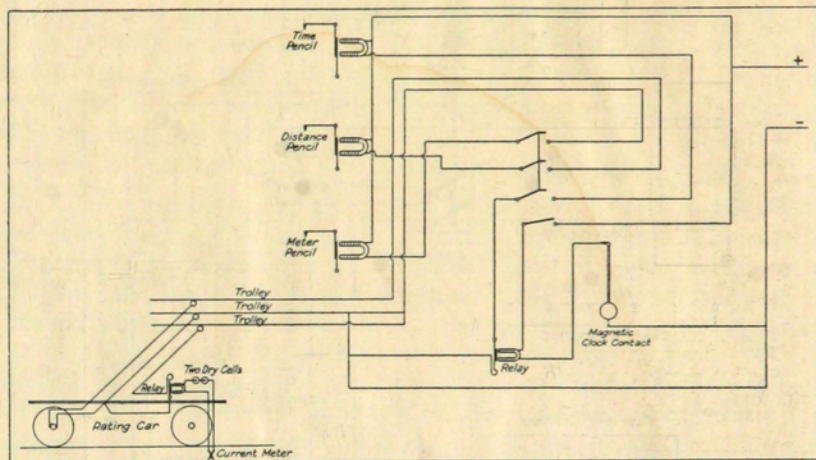 Time
Pencil
+
-
Distance
Pencil
Meter
Pencil
Trolley
Trolley
Trolley
Magnetic
Clock Contact
Two Dry Cells
Relay
Relay
Rating Car
Current Meter